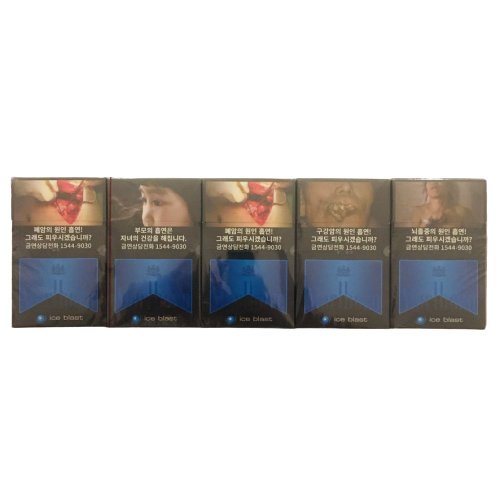 폐암의 원인 흡연!
그래도 피우시겠습니까?
금연상담전화 1544-9030
ice blast
부모의 흡연은
자녀의 건강을 해칩니다.
금연상담전화 1544-9030
ice blast
폐암의 원인 흡연!
그래도 피우시겠습니까?
금연상담전화 1544-9030
ice blast
구강암의 원인 흡연!
그래도 피우시겠습니까?
금연상담전화 1544-9030
ice blast
뇌졸중의 원인 흡연!
그래도 피우시겠습니까?
금연상담전화 1544-9030
ice blast